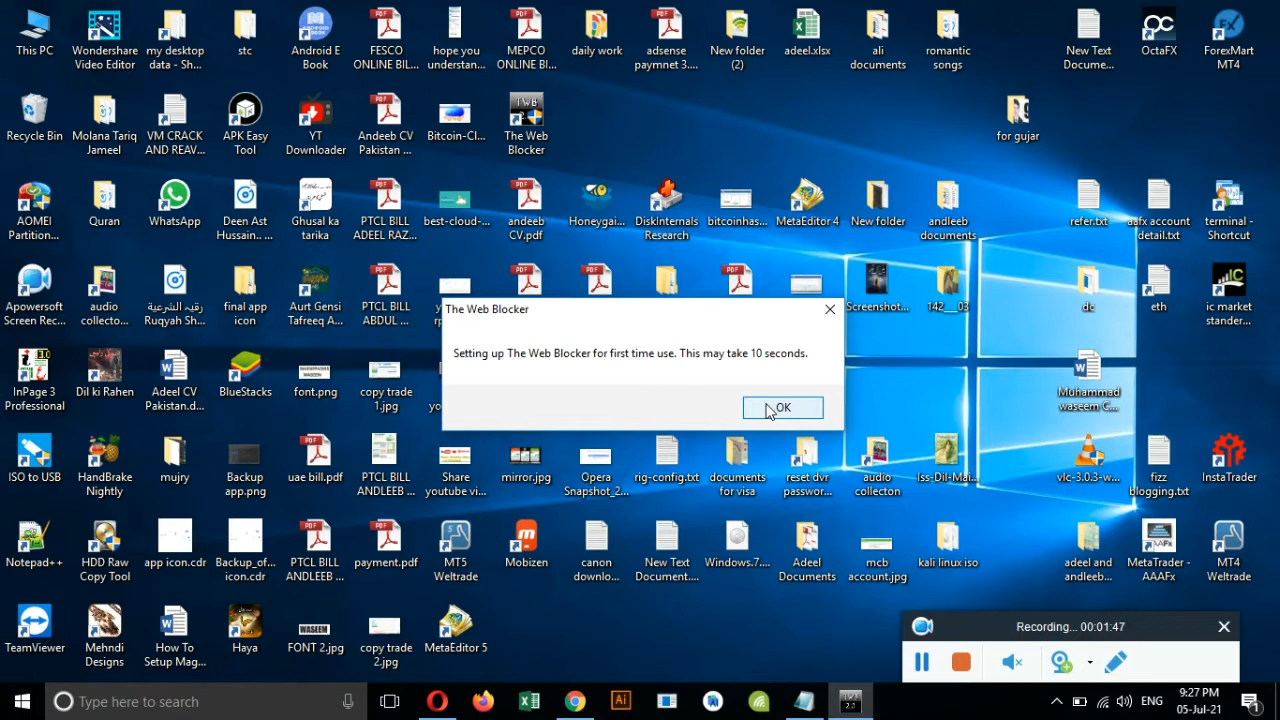 This PC
Wondershare
Video Editor
my desktop
data - Sh...
stc
Android E
Book
FESCO
ONLINE BIL...
hope you
understan...
MEPCO
ONLINE BI...
daily work
adsense
paymnet 3....
New folder
(2)
adeel.xlsx
ali
documents
romantic
songs
New Text
Docume...
OctaFX
ForexMart
MT4
Recycle Bin
Molana Tariq
Jameel
VM CRACK
AND REAV...
APK Easy
Tool
YT
Downloader
Andeeb CV
Pakistan ...
Bitcoin-Cl...
The Web
Blocker
for gujar
AOMEI
Partition...
Quran
WhatsApp
Deen Ast
Hussain.. ...
Ghusal ka
tarika
PTCL BILL
ADEEL RAZ...
best-cloud-...
andeeb
CV.pdf
Honeygai...
DiskInternals
Research
bitcoinhas...
MetaEditor 4
New folder
andleeb
documents
refer.txt
aafx account
detail.txt
terminal -
Shortcut
Apowersoft
Screen Rec...
audio
collecto...
رقيم الشرعية
Ruqyah Sh...
final app
icon
Aurt Gensi
Tafreeq A...
PTCL BILL
ABDUL ...
Screenshot...
142___03
dc
eth
ic market
stander...
The Web Blocker
Setting up The Web Blocker for first time use. This may take 10 seconds.
OK
InPage 3
Professional
Dil ki Rahen
Adeel CV
Pakistan.d...
BlueStacks
font.png
copy trade
1.jpg
Muhammad
waseem C...
ISO to USB
HandBrake
Nightly
mujry
Backup
app.png
uae bill.pdf
PTCL BILL
ANDLEEB ...
Share
youtube vi...
mirror.jpg
Opera
Snapshot_2...
rig-config.txt
documents
for visa
reset dvr
passwor...
audio
collecton
Iss-Dil-Mai...
vlc-3.0.3-w...
fizz
blogging.txt
InstaTrader
Notepad++
HDD Raw
Copy Tool
app icon.cdr
Backup_of...
icon.cdr
PTCL BILL
ANDLEEB ...
payment.pdf
MT5
Weltrade
Mobizen
canon
downlo...
New Text
Document....
Windows.7....
Adeel
Documents
mcb
account.jpg
kali linux iso
adeel and
andleeb...
MetaTrader -
AAAFx
MT4
Weltrade
TeamViewer
Mehndi
Designs
How To
Setup Mag...
Haya
FONT 2.jpg
copy trade
2.jpg
MetaEditor 5
Recording... 00:01:47
Type here to search
ENG
9:27 PM
05-Jul-21